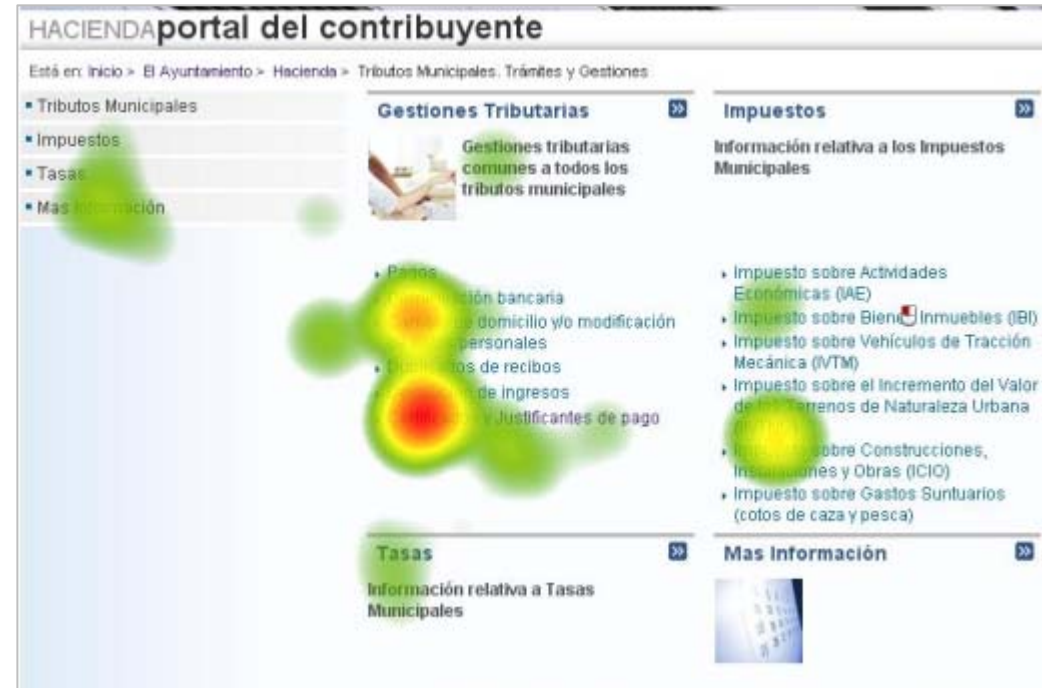 HACIENDAportal del contribuyente
Está en: Inicio > El Ayuntamiento > Hacienda > Tributos Municipales. Trámites y Gestiones
Tributos Municipales
Impuestos
Tasas
Mas Información
Gestiones Tributarias
Gestiones tributarias
comunes a todos los
tributos municipales
Pagos
bancaria
domicilio y/o modificación
personales
de recibos
de ingresos
Justificantes de pago
Impuestos
Información relativa a los Impuestos
Municipales
Impuesto sobre Actividades
Económicas (IAE)
Impuesto sobre Inmuebles (IBI)
Impuesto sobre Vehículos de Tracción
Mecánica (IVTM)
Impuesto sobre el Incremento del Valor
Terrenos de Naturaleza Urbana
sobre Construcciones,
y Obras (ICIO)
Impuesto sobre Gastos Suntuarios
(cotos de caza y pesca)
Tasas
Información relativa a Tasas
Municipales
Mas Información